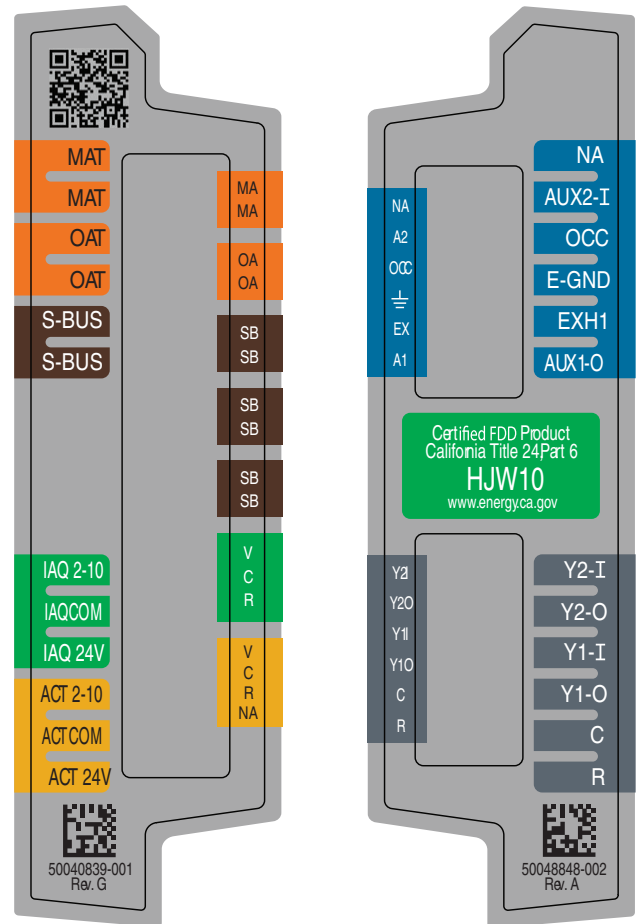 MAT
MAT
OAT
OAT
S-BUS
S-BUS
IAQ 2-10
IAQCOM
IAQ 24V
ACT 2-10
ACTCOM
ACT 24V
MA
MA
OA
OA
SB
SB
SB
SB
SB
SB
V
C
R
V
C
R
NA
50040839-001
Rev. G
NA
A2
OCC
EX
A1
NA
AUX2-I
OCC
E-GND
EXH1
AUX1-O
Certified FDD Product
California Title 24Part 6
HJW10
www.energy.ca.gov
Y2I
Y2O
Y1I
Y1O
C
R
Y2-I
Y2-O
Y1-I
Y1-O
C
R
50048848-002
Rev. A